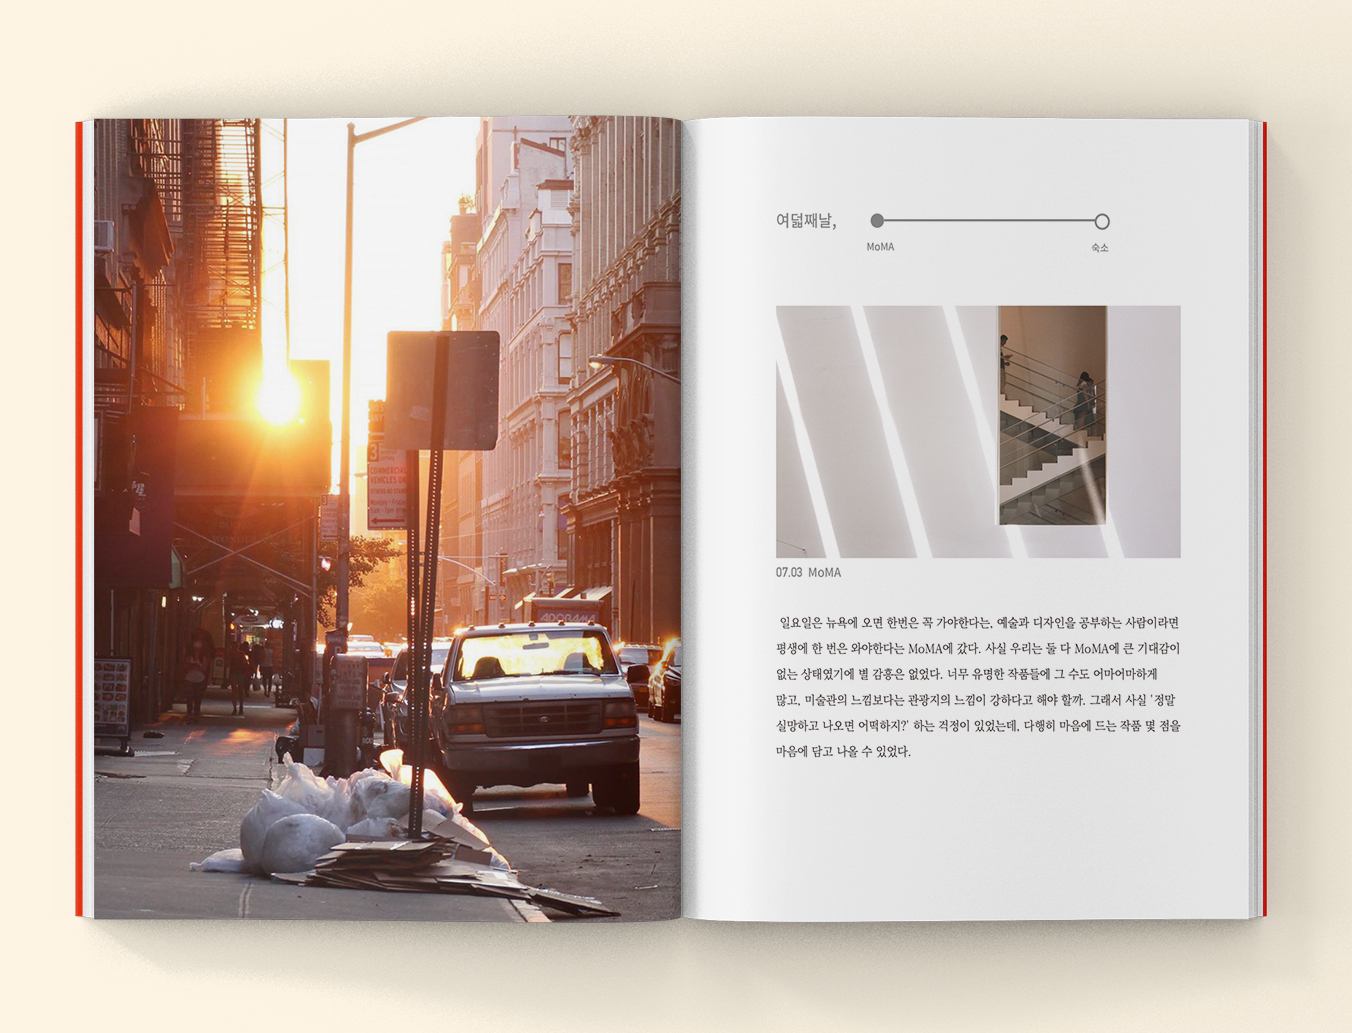 3
COMMERCIAL
VEHICLES ONLY
ADORAMA
여덟째날,
MoMA
숙소
07.03 MoMA
일요일은 뉴욕에 오면 한번은 꼭 가야한다는, 예술과 디자인을 공부하는 사람이라면
평생에 한 번은 와야한다는 MoMA에 갔다. 사실 우리는 둘 다 MoMA에 큰 기대감이
없는 상태였기에 별 감흥은 없었다. 너무 유명한 작품들에 그 수도 어마어마하게
많고, 미술관의 느낌보다는 관광지의 느낌이 강하다고 해야 할까. 그래서 사실 '정말
실망하고 나오면 어떡하지?' 하는 걱정이 있었는데, 다행히 마음에 드는 작품 몇 점을
마음에 담고 나올 수 있었다.